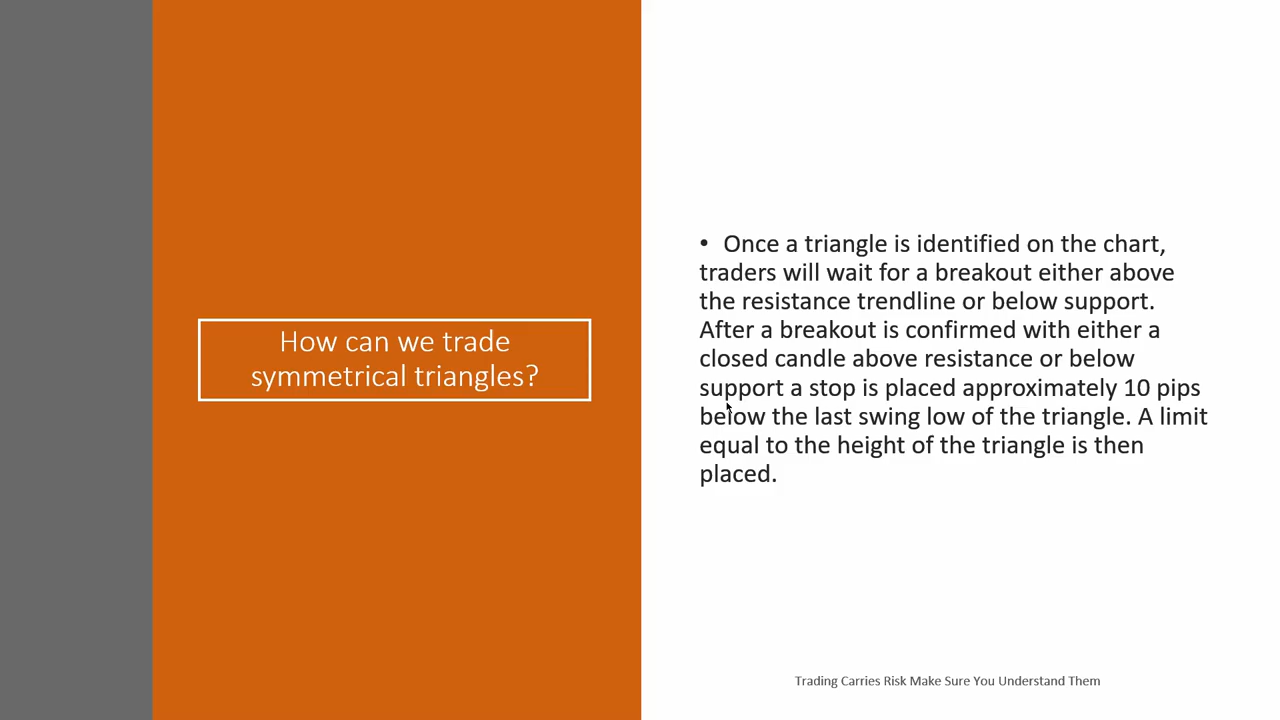 How can we trade
symmetrical triangles?
• Once a triangle is identified on the chart,
traders will wait for a breakout either above
the resistance trendline or below support.
After a breakout is confirmed with either a
closed candle above resistance or below
support a stop is placed approximately 10 pips
below the last swing low of the triangle. A limit
equal to the height of the triangle is then
placed.
Trading Carries Risk Make Sure You Understand Them